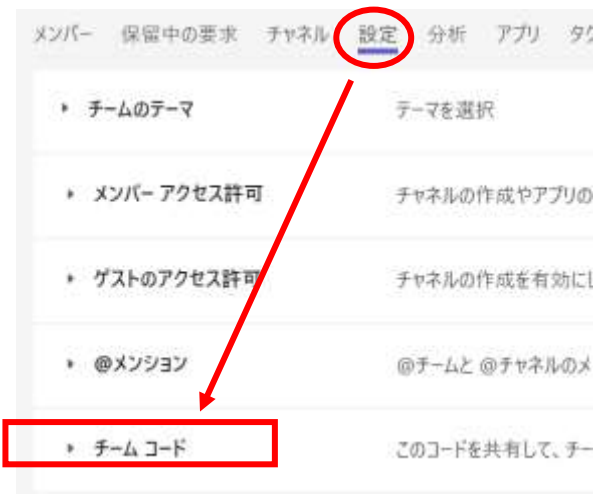 メンバー 保留中の要求 チャネル 設定 分析 アプリ タグ
チームのテーマ テーマを選択
メンバー アクセス許可 チャネルの作成やアプリの
ゲストのアクセス許可 チャネルの作成を有効にし
@メンション @チームと @チャネルのメ
チーム コード このコードを共有して、チー